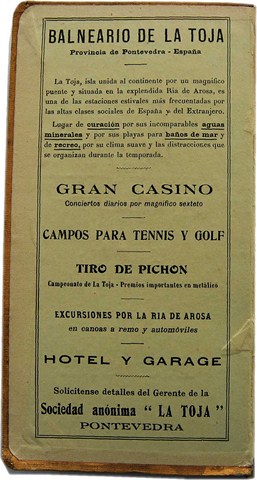 BALNEARIO DE LA TOJA
Provincia de Pontevedra - España
La Toja, isla unida al continente por un magnífico
puente y situada en la explendida Ria de Arosa, es
una de las estaciones estivales más frecuentadas por
las altas clases sociales de España y del Extranjero.
Lugar de curación por sus incomparables aguas
minerales y por sus playas para baños de mar y
de recreo, por su clima suave y las distracciones que
se organizan durante la temporada.
GRAN CASINO
Conciertos diarios por magnífico sexteto
CAMPOS PARA TENNIS Y GOLF
TIRO DE PICHON
Campeonato de La Toja - Premios importantes en metálico
EXCURSIONES POR LA RIA DE AROSA
en canoas a remo y automóviles
HOTEL Y GARAGE
Solicitense detalles del Gerente de la
Sociedad anónima “ LA TOJA ”
PONTEVEDRA